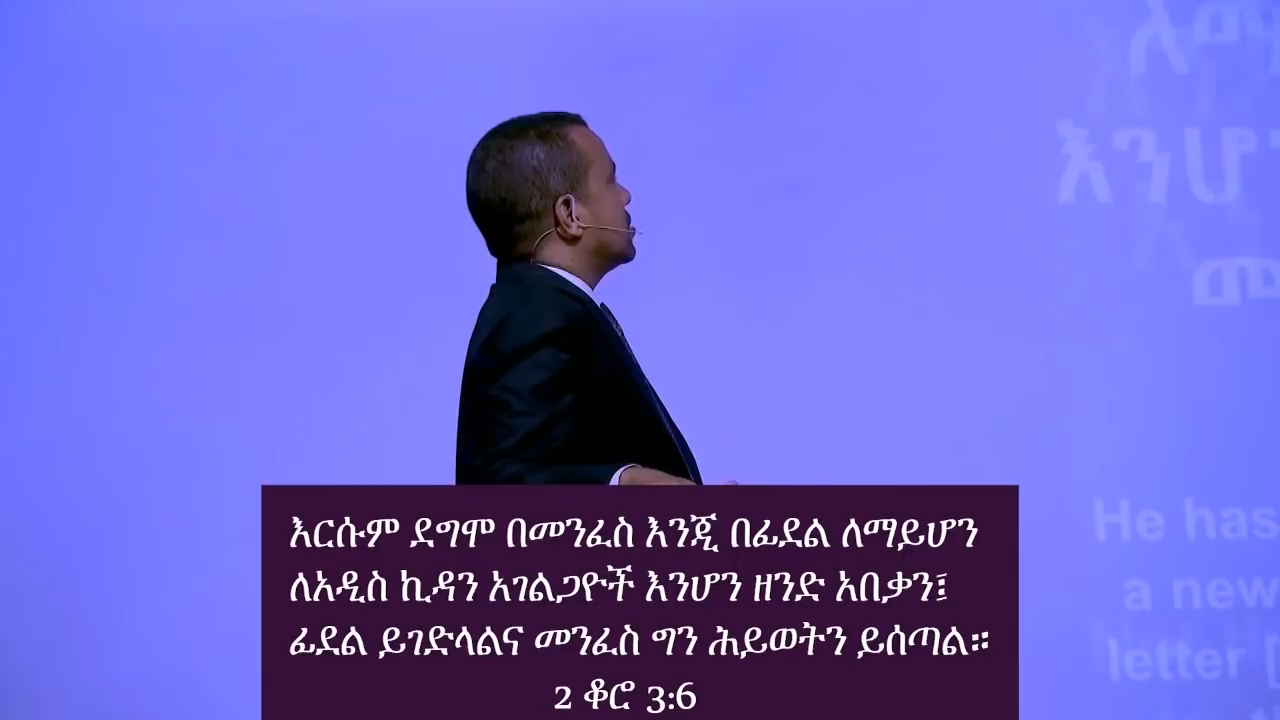 እርሱም ደግሞ በመንፈስ እንጂ በፊደል ለማይሆን
ለአዲስ ኪዳን አገልጋዮች እንሆን ዘንድ አበቃን፤
ፊደል ይገድላልና መንፈስ ግን ሕይወትን ይሰጣል።
2 ቆሮ 3:6
He has
a new
letter [